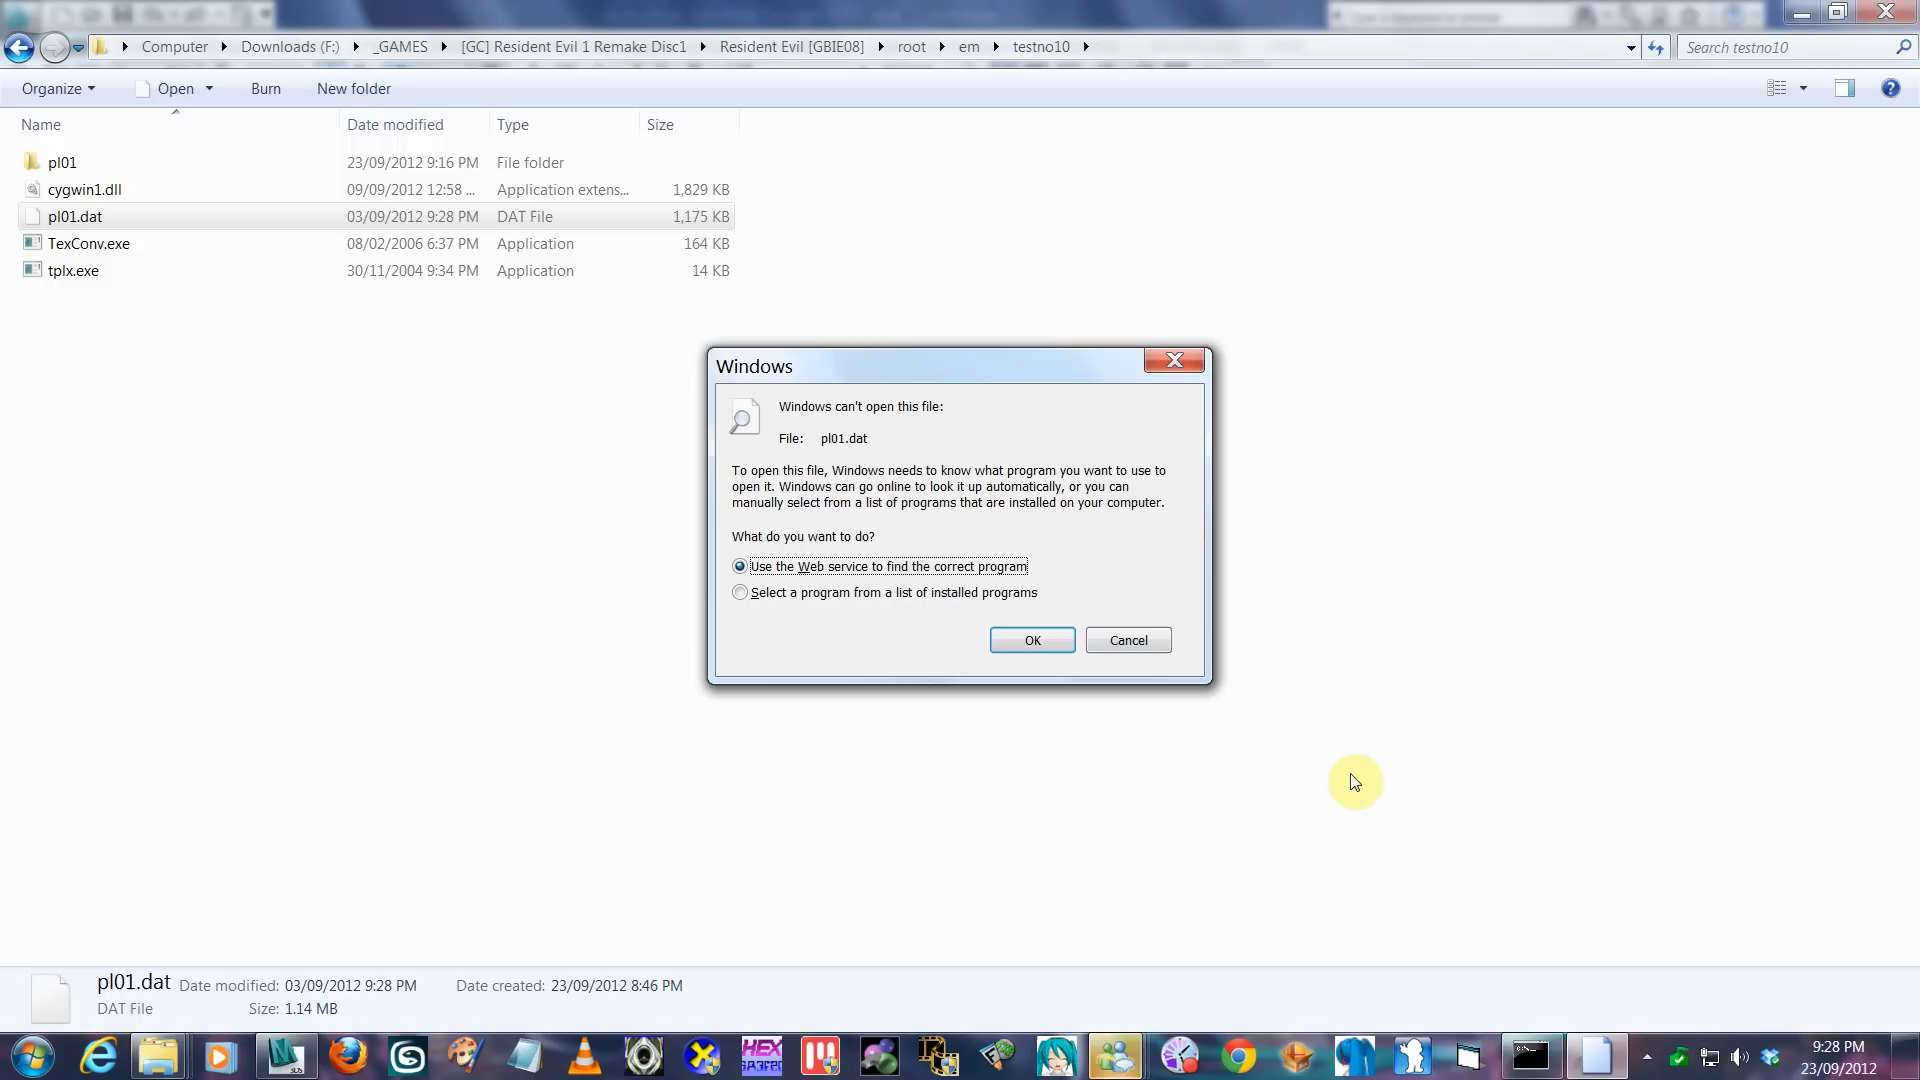 Computer Downloads (F:) _GAMES [GC] Resident Evil 1 Remake Disc1 Resident Evil [GBIE08] root em testno10
Search testno10
Organize Open Burn New folder
Name Date modified Type Size
pl01 23/09/2012 9:16 PM File folder
cygwin1.dll 09/09/2012 12:58 ... Application extens... 1,829 KB
pl01.dat 03/09/2012 9:28 PM DAT File 1,175 KB
TexConv.exe 08/02/2006 6:37 PM Application 164 KB
tplx.exe 30/11/2004 9:34 PM Application 14 KB
Windows
Windows can't open this file:
File: pl01.dat
To open this file, Windows needs to know what program you want to use to
open it. Windows can go online to look it up automatically, or you can
manually select from a list of programs that are installed on your computer.
What do you want to do?
Use the Web service to find the correct program
Select a program from a list of installed programs
OK Cancel
pl01.dat Date modified: 03/09/2012 9:28 PM Date created: 23/09/2012 8:46 PM
DAT File Size: 1.14 MB
HEX
9:28 PM
23/09/2012